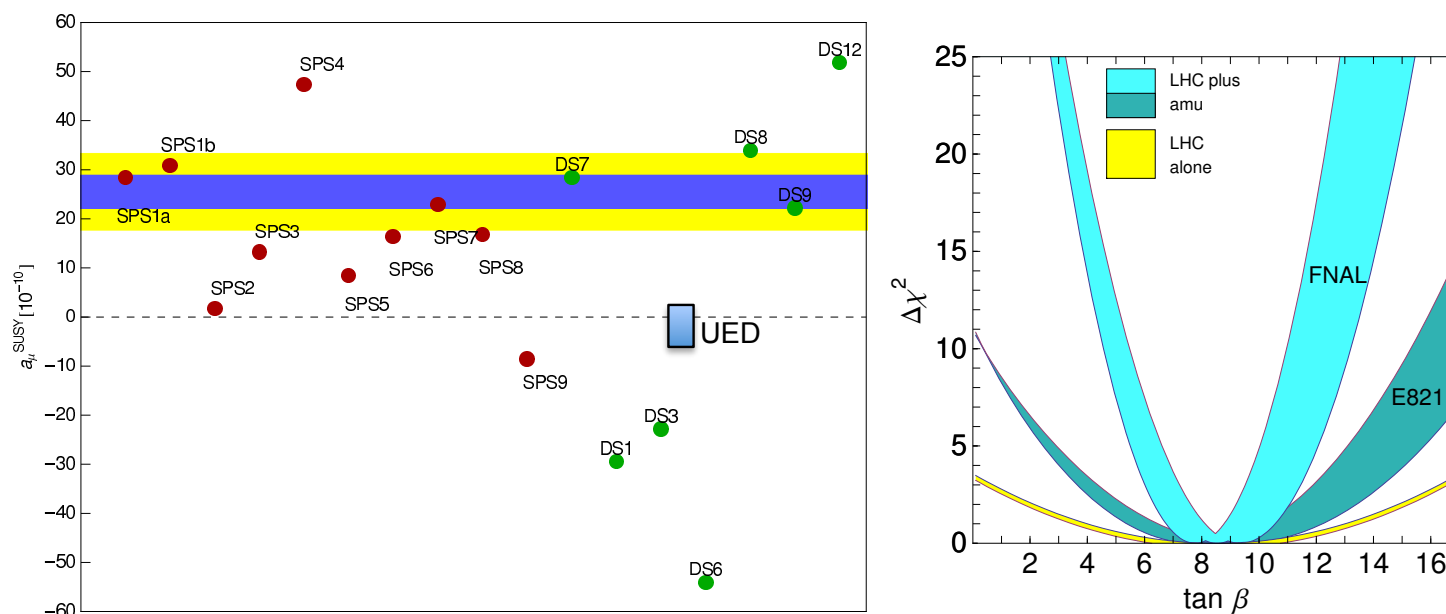 60
50
40
30
20
10
0
−10
−20
−30
−40
−50
−60
aμ^SUSY [10^−10]
SPS4
DS12
SPS1b
DS8
DS7
SPS1a
DS9
SPS3
SPS7
SPS6
SPS8
SPS2
SPS5
UED
SPS9
DS3
DS1
DS6
25
20
15
10
5
0
Δχ²
LHC plus
amu
LHC
alone
FNAL
E821
2 4 6 8 10 12 14 16
tan β